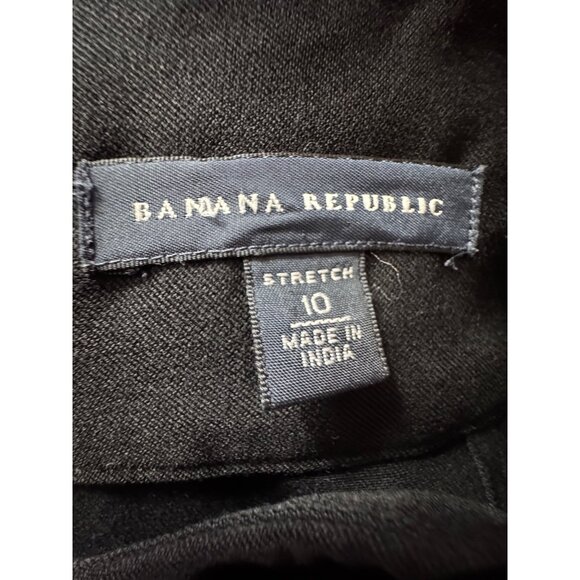 BANANA REPUBLIC
STRETCH
10
MADE IN
INDIA